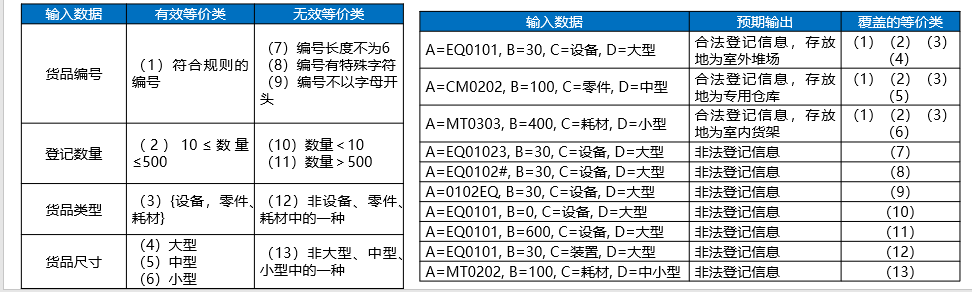 输入数据 有效等价类 无效等价类
货品编号
（1）符合规则的
编号
（7）编号长度不为6
（8）编号有特殊字符
（9）编号不以字母开
头
登记数量
（2）10≤数量
≤500
（10）数量＜10
（11）数量＞500
货品类型
（3）{设备，零件、
耗材}
（12）非设备、零件、
耗材中的一种
货品尺寸
（4）大型
（5）中型
（6）小型
（13）非大型、中型、
小型中的一种
输入数据 预期输出 覆盖的等价类
A=EQ0101, B=30, C=设备, D=大型
合法登记信息，存放
地为室外堆场
（1）（2）（3）
（4）
A=CM0202, B=100, C=零件, D=中型
合法登记信息，存放
地为专用仓库
（1）（2）（3）
（5）
A=MT0303, B=400, C=耗材, D=小型
合法登记信息，存放
地为室内货架
（1）（2）（3）
（6）
A=EQ01023, B=30, C=设备, D=大型 非法登记信息 （7）
A=EQ0102#, B=30, C=设备, D=大型 非法登记信息 （8）
A=0102EQ, B=30, C=设备, D=大型 非法登记信息 （9）
A=EQ0101, B=0, C=设备, D=大型 非法登记信息 （10）
A=EQ0101, B=600, C=设备, D=大型 非法登记信息 （11）
A=EQ0101, B=30, C=装置, D=大型 非法登记信息 （12）
A=MT0202, B=100, C=耗材, D=中小型 非法登记信息 （13）